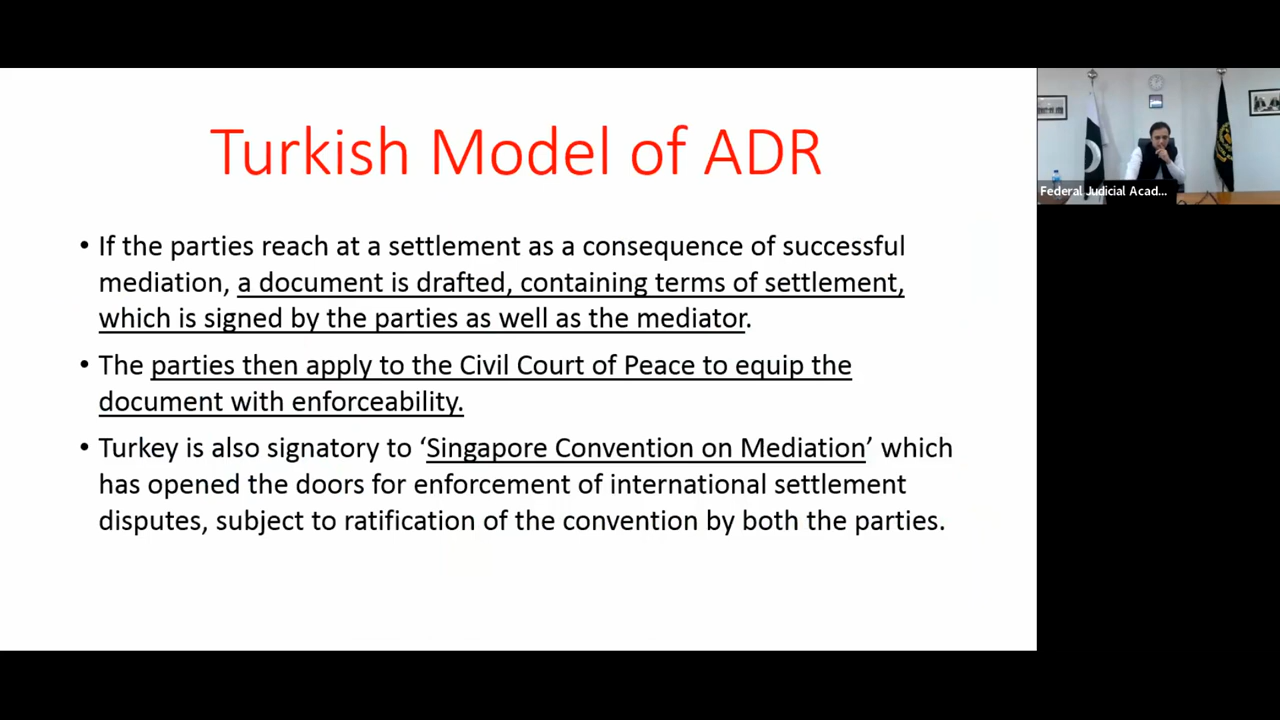 Turkish Model of ADR
• If the parties reach at a settlement as a consequence of successful
mediation, a document is drafted, containing terms of settlement,
which is signed by the parties as well as the mediator.
• The parties then apply to the Civil Court of Peace to equip the
document with enforceability.
• Turkey is also signatory to ‘Singapore Convention on Mediation’ which
has opened the doors for enforcement of international settlement
disputes, subject to ratification of the convention by both the parties.
Federal Judicial Acad...